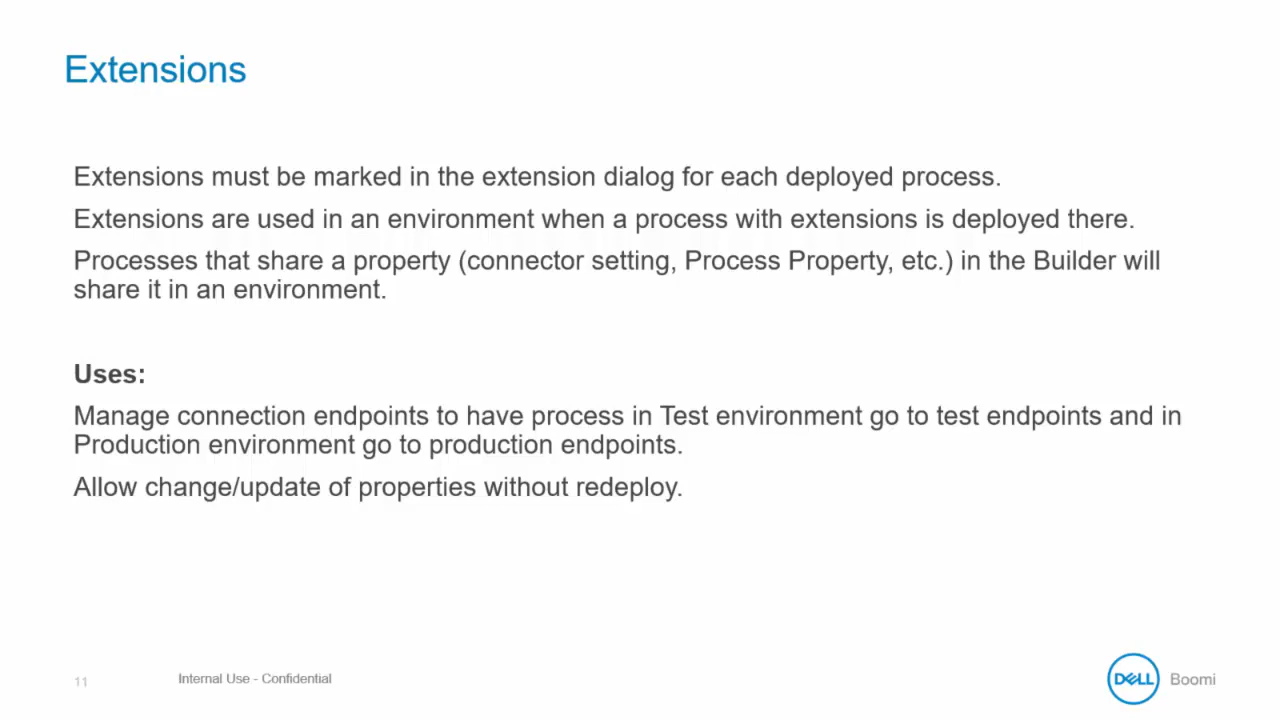 Extensions
Extensions must be marked in the extension dialog for each deployed process.
Extensions are used in an environment when a process with extensions is deployed there.
Processes that share a property (connector setting, Process Property, etc.) in the Builder will
share it in an environment.
Uses:
Manage connection endpoints to have process in Test environment go to test endpoints and in
Production environment go to production endpoints.
Allow change/update of properties without redeploy.
11
Internal Use - Confidential
DELL Boomi